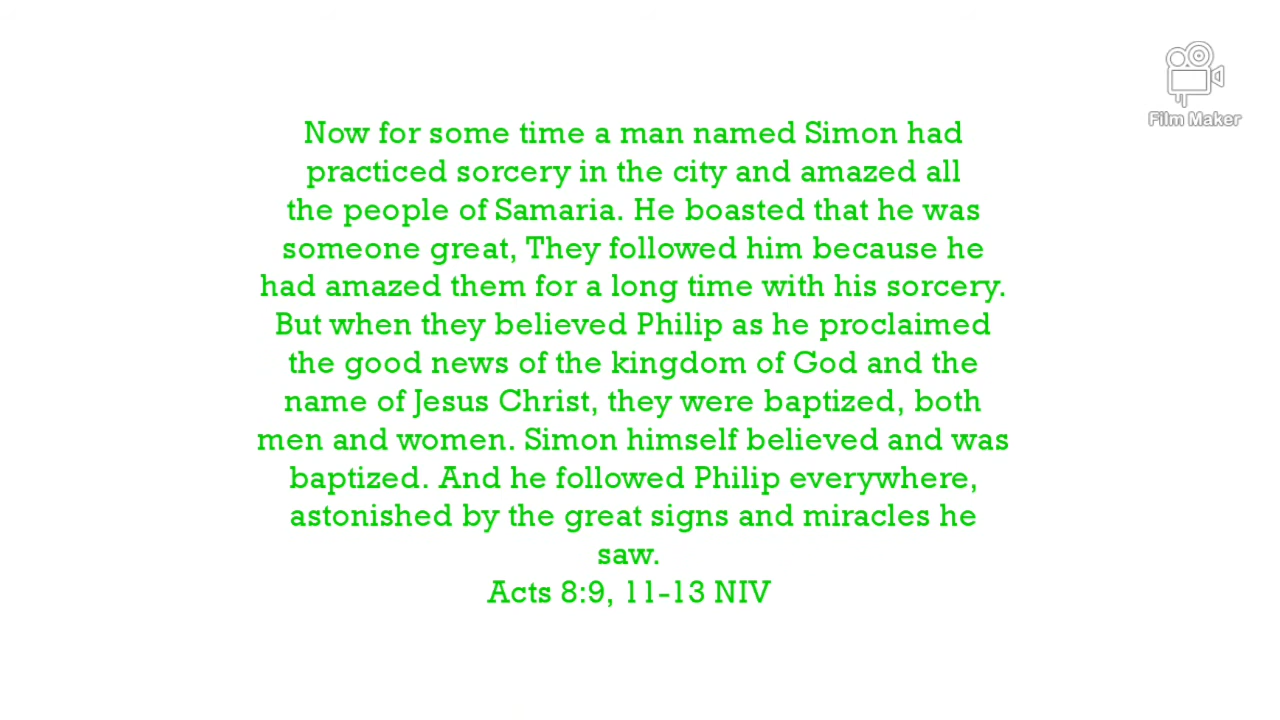 Film Maker
Now for some time a man named Simon had
practiced sorcery in the city and amazed all
the people of Samaria. He boasted that he was
someone great, They followed him because he
had amazed them for a long time with his sorcery.
But when they believed Philip as he proclaimed
the good news of the kingdom of God and the
name of Jesus Christ, they were baptized, both
men and women. Simon himself believed and was
baptized. And he followed Philip everywhere,
astonished by the great signs and miracles he
saw.
Acts 8:9, 11-13 NIV